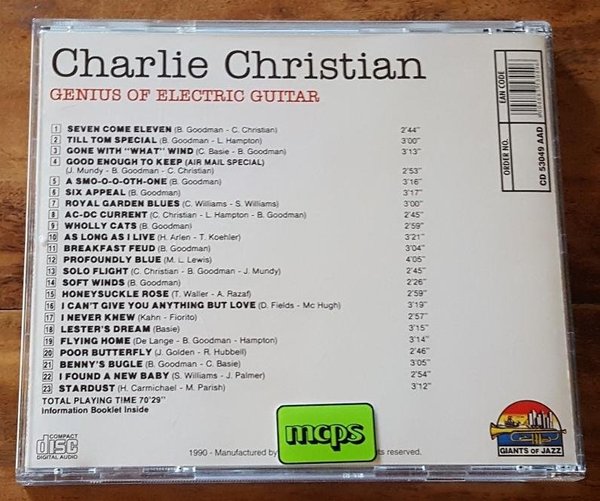 Charlie Christian
GENIUS OF ELECTRIC GUITAR
1 SEVEN COME ELEVEN (B. Goodman - C. Christian) 2'44"
2 TILL TOM SPECIAL (B. Goodman - L. Hampton) 3'00"
3 GONE WITH "WHAT" WIND (C. Basie - B. Goodman) 3'13"
4 GOOD ENOUGH TO KEEP (AIR MAIL SPECIAL)
(J. Mundy - B. Goodman - C. Christian) 2'53"
5 A SMO-O-O-OTH-ONE (B. Goodman) 3'16"
6 SIX APPEAL (B. Goodman) 3'17"
7 ROYAL GARDEN BLUES (C. Williams - S. Williams) 3'00"
8 AC-DC CURRENT (C. Christian - L. Hampton - B. Goodman) 2'45"
9 WHOLLY CATS (B. Goodman) 2'59"
10 AS LONG AS I LIVE (H. Arlen - T. Koehler) 3'21"
11 BREAKFAST FEUD (B. Goodman) 3'04"
12 PROFOUNDLY BLUE (M. L. Lewis) 4'05"
13 SOLO FLIGHT (C. Christian - B. Goodman - J. Mundy) 2'45"
14 SOFT WINDS (B. Goodman) 2'26"
15 HONEYSUCKLE ROSE (T. Waller - A. Razaf) 2'59"
16 I CAN'T GIVE YOU ANYTHING BUT LOVE (D. Fields - Mc Hugh) 3'19"
17 I NEVER KNEW (Kahn - Fiorito) 2'57"
18 LESTER'S DREAM (Basie) 3'15"
19 FLYING HOME (De Lange - B. Goodman - Hampton) 3'14"
20 POOR BUTTERFLY (J. Golden - R. Hubbell) 2'46"
21 BENNY'S BUGLE (B. Goodman - C. Basie) 3'05"
22 I FOUND A NEW BABY (S. Williams - J. Palmer) 2'54"
23 STARDUST (H. Carmichael - M. Parish) 3'12"
TOTAL PLAYING TIME 70'29"
Information Booklet Inside
COMPACT
disc
DIGITAL AUDIO
1990 - Manufactured by
mcps
reserved.
GIANTS OF JAZZ
ORDER NO.
EAN CODE
CD 53049 AAD